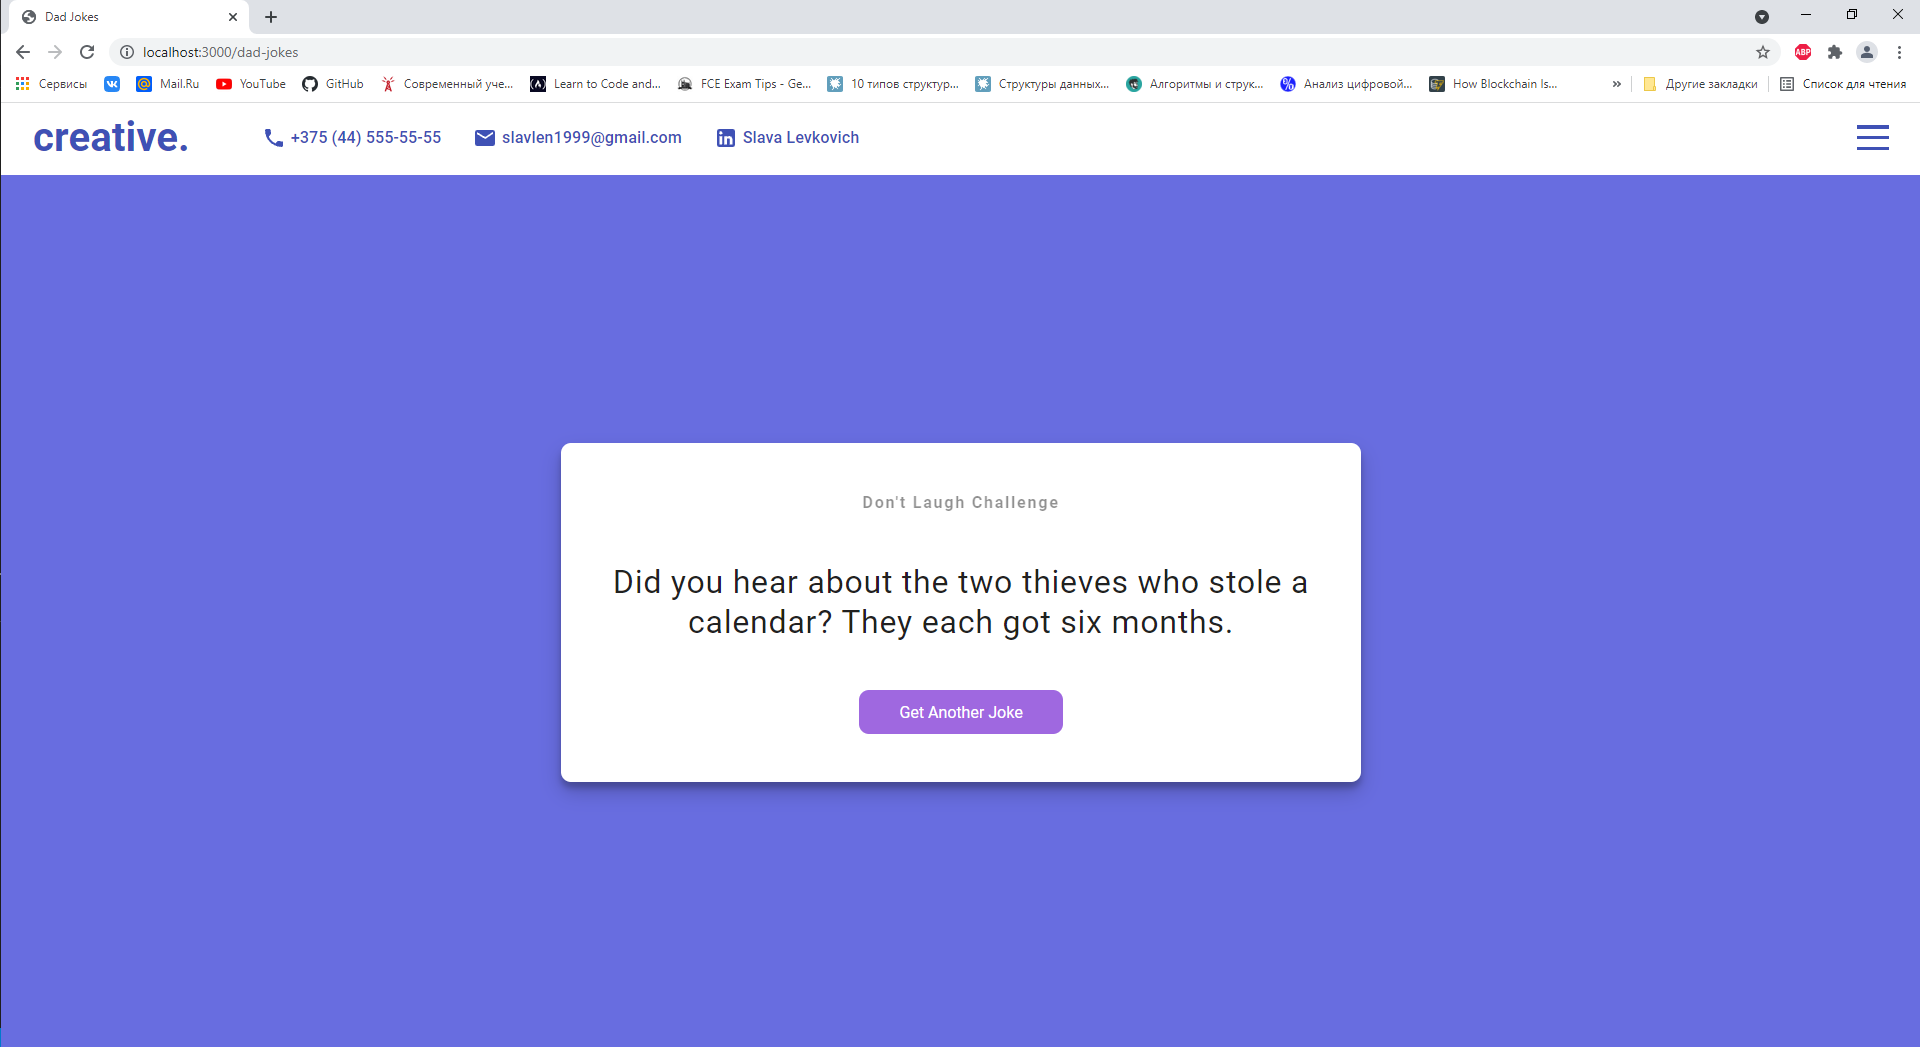 Dad Jokes
localhost:3000/dad-jokes
ABP
Сервисы Mail.Ru YouTube GitHub Современный уче... Learn to Code and... FCE Exam Tips - Ge... 10 типов структур... Структуры данных... Алгоритмы и струк... Анализ цифровой... How Blockchain Is... » Другие закладки Список для чтения
creative. +375 (44) 555-55-55 slavlen1999@gmail.com Slava Levkovich
Don't Laugh Challenge
Did you hear about the two thieves who stole a
calendar? They each got six months.
Get Another Joke